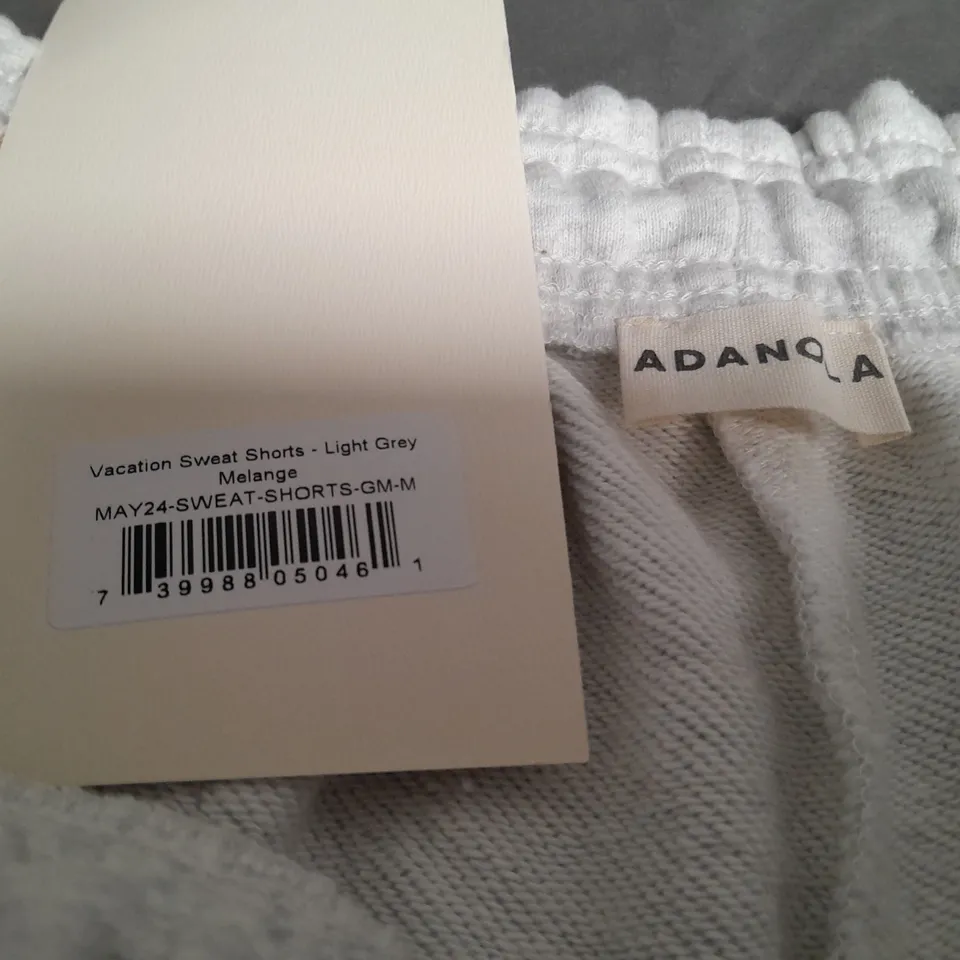 Vacation Sweat Shorts - Light Grey
Melange
MAY24-SWEAT-SHORTS-GM-M
7 39988 05046 1
ADANOLA